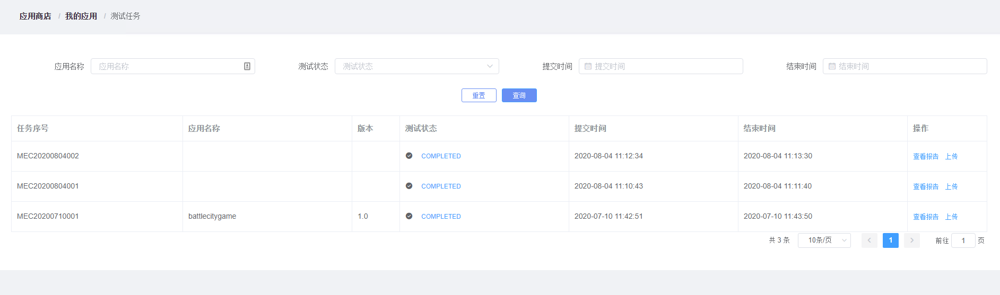 应用商店 / 我的应用 / 测试任务
应用名称 应用名称 测试状态 测试状态 提交时间 提交时间 结束时间 结束时间
重置 查询
任务序号 应用名称 版本 测试状态 提交时间 结束时间 操作
MEC20200804002 COMPLETED 2020-08-04 11:12:34 2020-08-04 11:13:30 查看报告 上传
MEC20200804001 COMPLETED 2020-08-04 11:10:43 2020-08-04 11:11:40 查看报告 上传
MEC20200710001 battlecitygame 1.0 COMPLETED 2020-07-10 11:42:51 2020-07-10 11:43:50 查看报告 上传
共 3 条 10条/页 1 前往 1 页